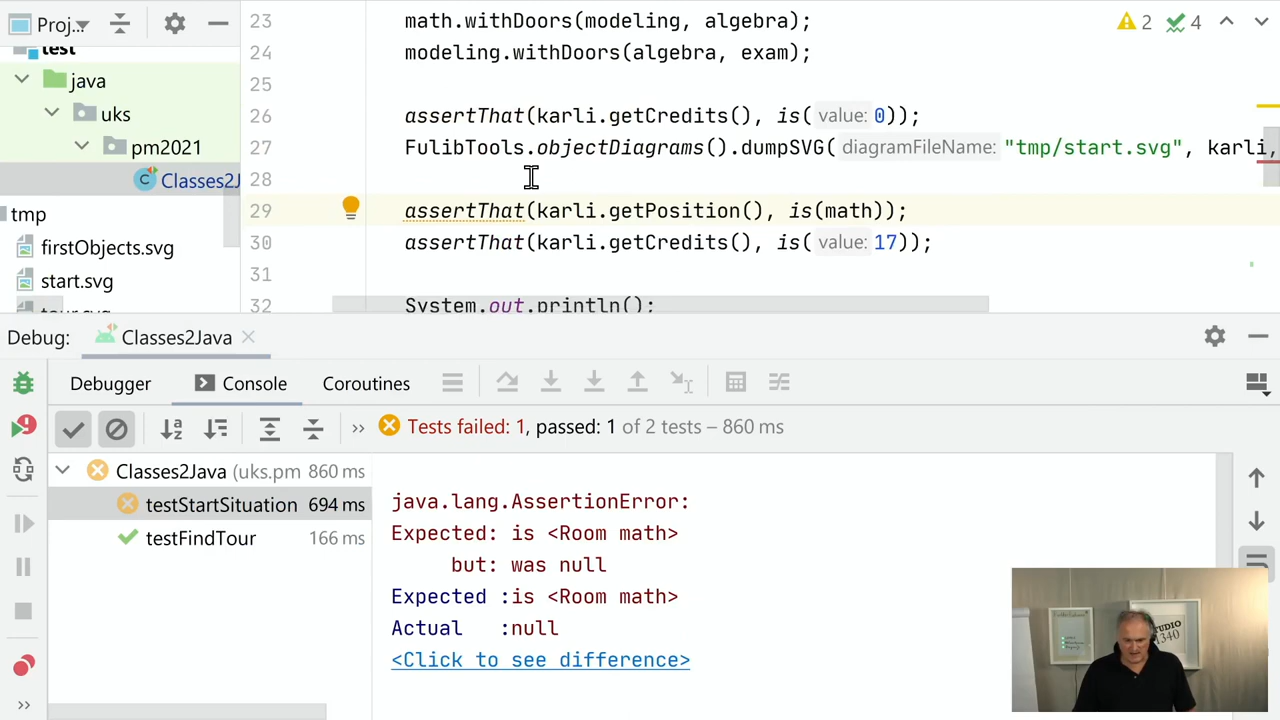 Proj..
test
java
uks
pm2021
Classes2J
tmp
firstObjects.svg
start.svg
23 math.withDoors(modeling, algebra);
24 modeling.withDoors(algebra, exam);
25
26 assertThat(karli.getCredits(), is( value: 0));
27 FulibTools.objectDiagrams().dumpSVG( diagramFileName: "tmp/start.svg", karli,
28
29 assertThat(karli.getPosition(), is(math));
30 assertThat(karli.getCredits(), is( value: 17));
31
32 System.out.println();
2 4
Debug: Classes2Java
Debugger Console Coroutines
Tests failed: 1, passed: 1 of 2 tests – 860 ms
Classes2Java (uks.pm 860 ms
testStartSituation 694 ms
testFindTour 166 ms
java.lang.AssertionError:
Expected: is <Room math>
but: was null
Expected :is <Room math>
Actual :null
<Click to see difference>
STUDIO
1340